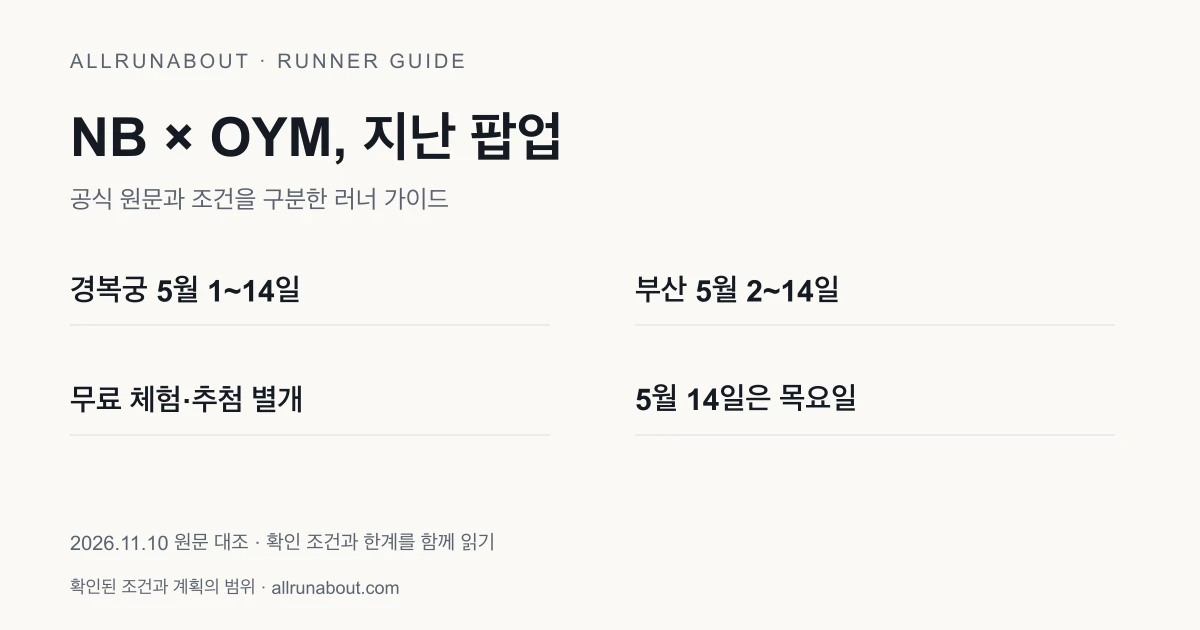 ALLRUNABOUT · RUNNER GUIDE
NB × OYM, 지난 팝업
공식 원문과 조건을 구분한 러너 가이드
경복궁 5월 1~14일
부산 5월 2~14일
무료 체험·추첨 별개
5월 14일은 목요일
2026.11.10 원문 대조 · 확인 조건과 한계를 함께 읽기
확인된 조건과 계획의 범위 · allrunabout.com